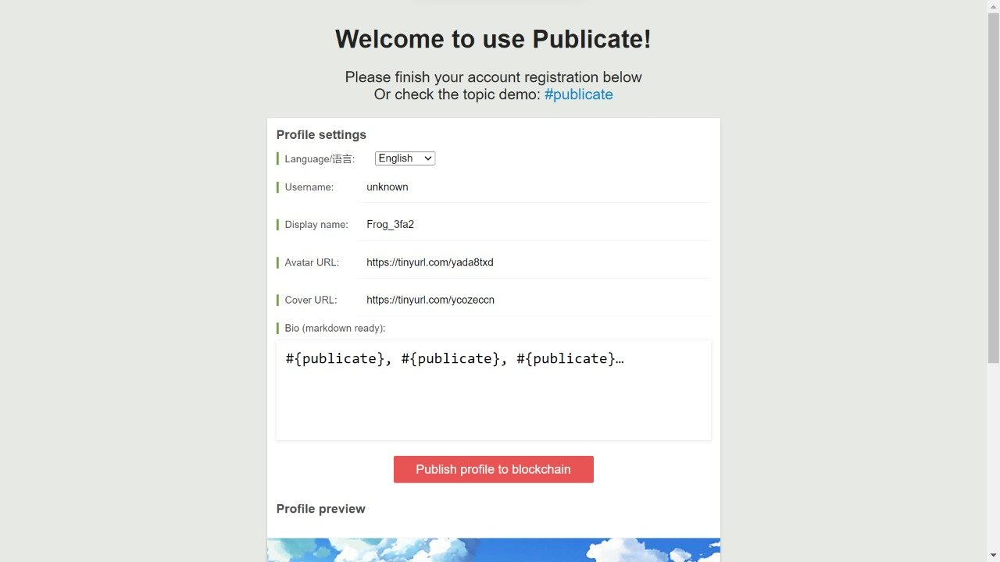 Welcome to use Publicate!
Please finish your account registration below
Or check the topic demo: #publicate
Profile settings
Language/语言: English
Username: unknown
Display name: Frog_3fa2
Avatar URL: https://tinyurl.com/yada8txd
Cover URL: https://tinyurl.com/ycozeccn
Bio (markdown ready):
#{publicate}, #{publicate}, #{publicate}…
Publish profile to blockchain
Profile preview